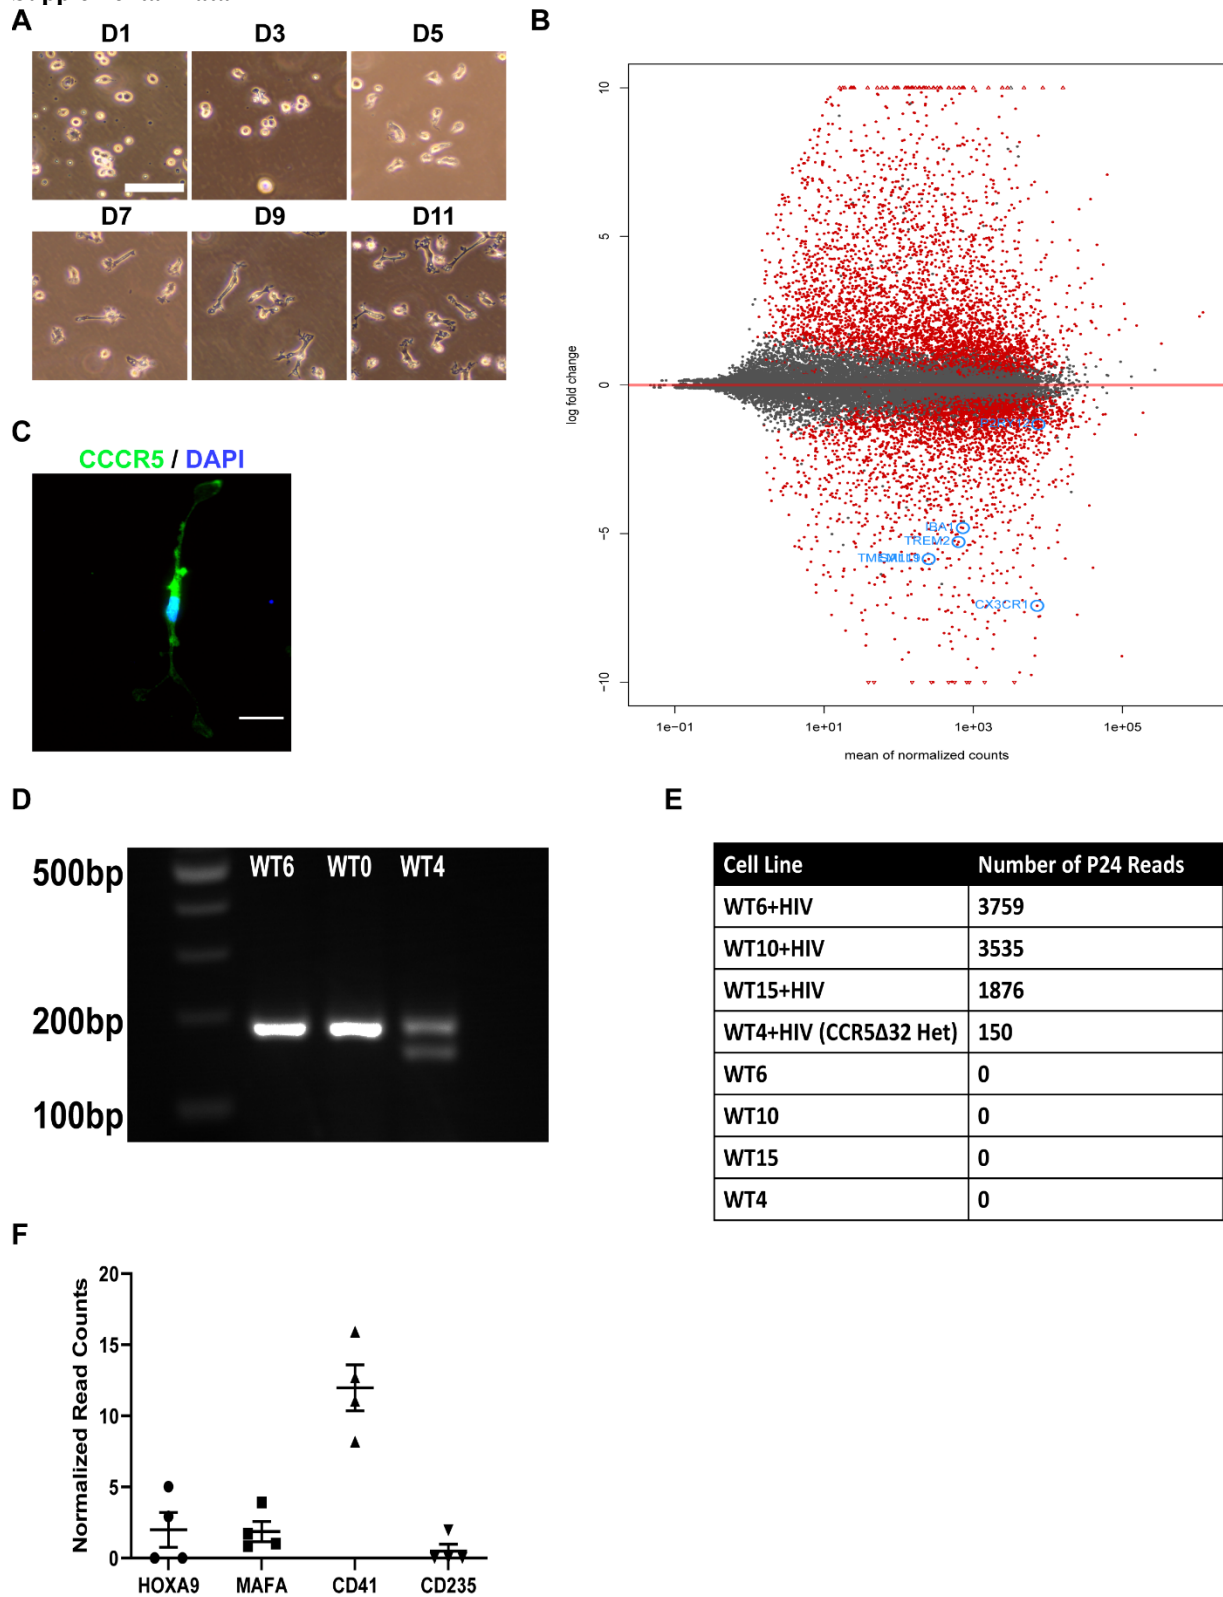 A
D1
D3
D5
D7
D9
D11
B
10
5
0
-5
-10
log fold change
IBA1
TREM2
CX3CR1
1e-01
1e+01
1e+03
1e+05
mean of normalized counts
C
CCCR5 / DAPI
D
500bp
200bp
100bp
WT6
WT0
WT4
E
Cell Line Number of P24 Reads
WT6+HIV 3759
WT10+HIV 3535
WT15+HIV 1876
WT4+HIV (CCR5Δ32 Het) 150
WT6 0
WT10 0
WT15 0
WT4 0
F
Normalized Read Counts
20
15
10
5
0
HOXA9
MAFA
CD41
CD235